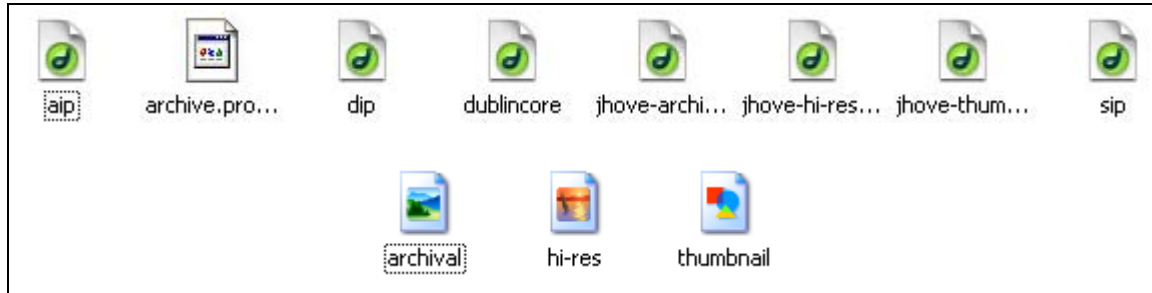 aip archive.pro... dip dublincore jhove-archi... jhove-hi-res... jhove-thum... sip
archival hi-res thumbnail